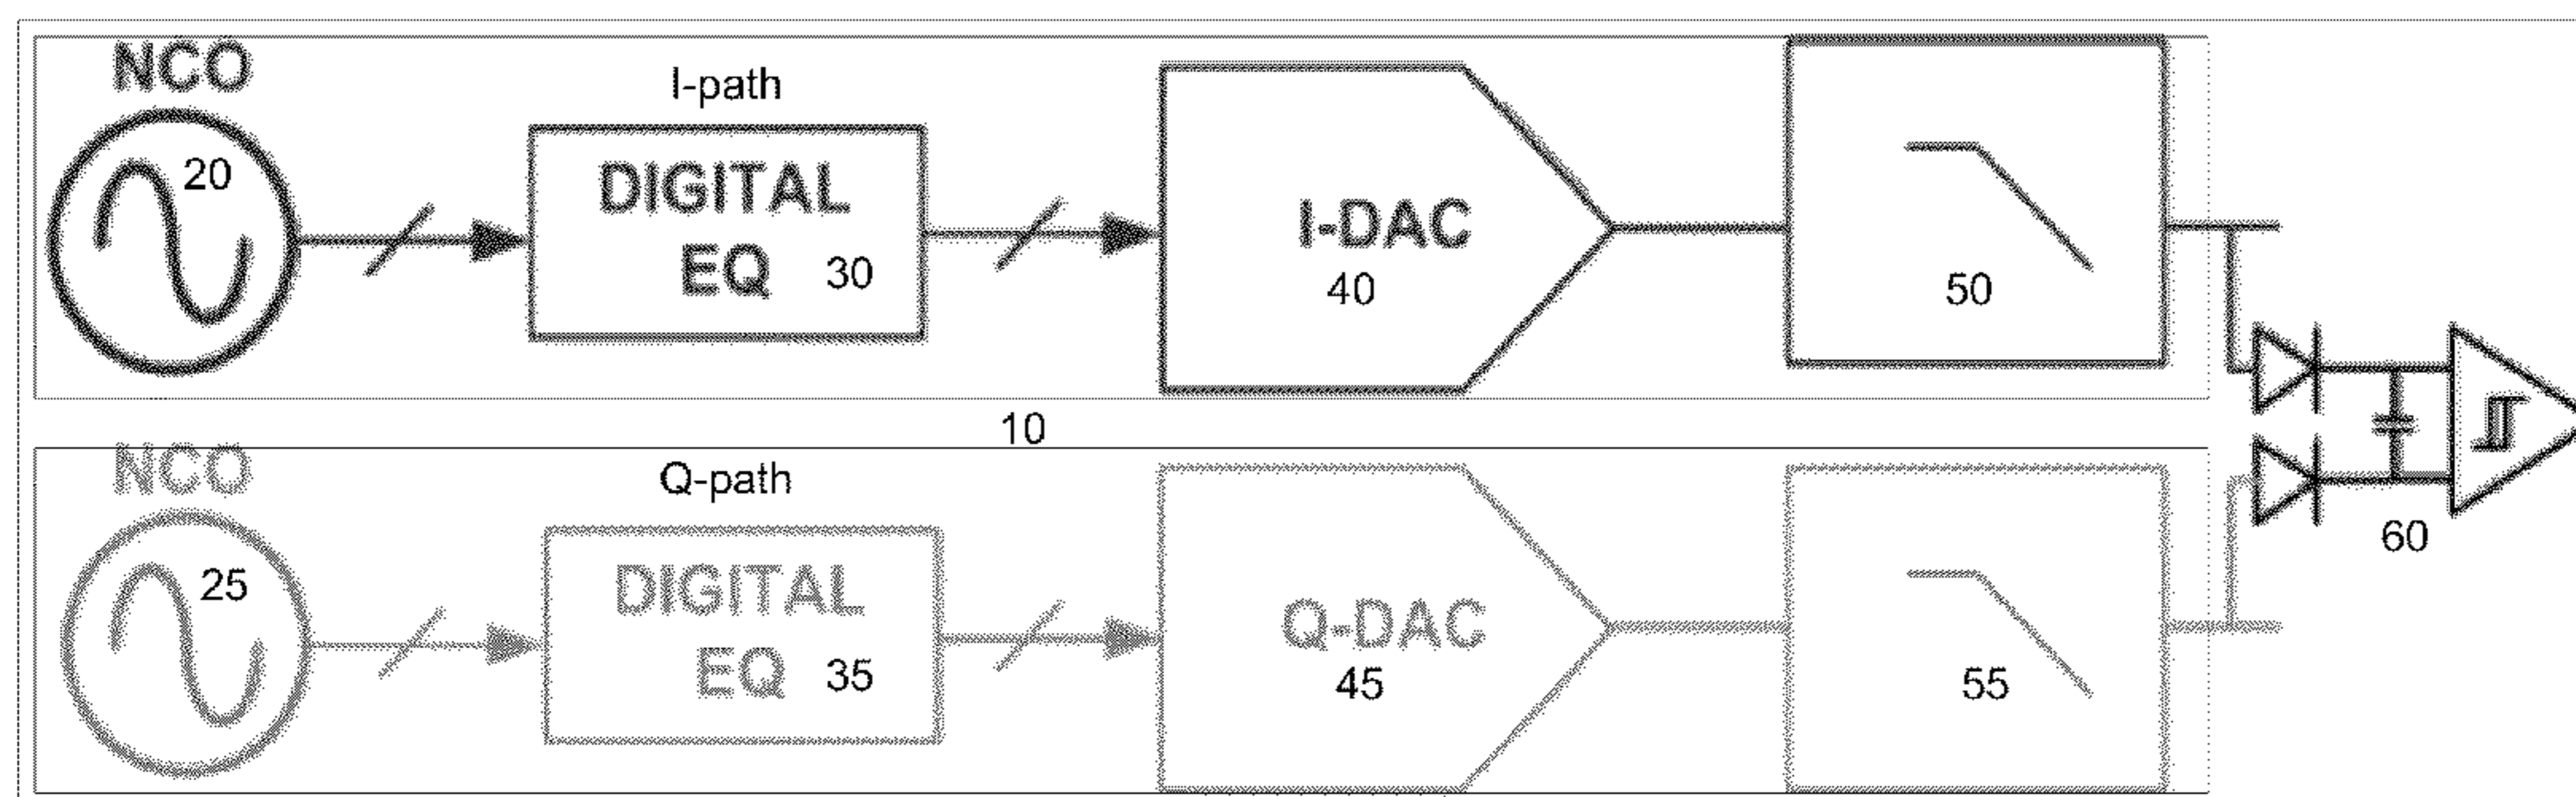 NCO
I-path
20
DIGITAL
EQ 30
I-DAC
40
50
10
NCO
Q-path
25
DIGITAL
EQ 35
Q-DAC
45
55
60